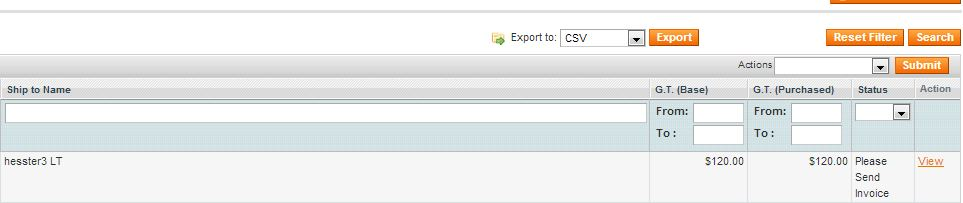 Export to: CSV Export Reset Filter Search
Actions Submit
Ship to Name G.T. (Base) G.T. (Purchased) Status Action
From: From:
To : To :
hesster3 LT $120.00 $120.00 Please View
Send
Invoice